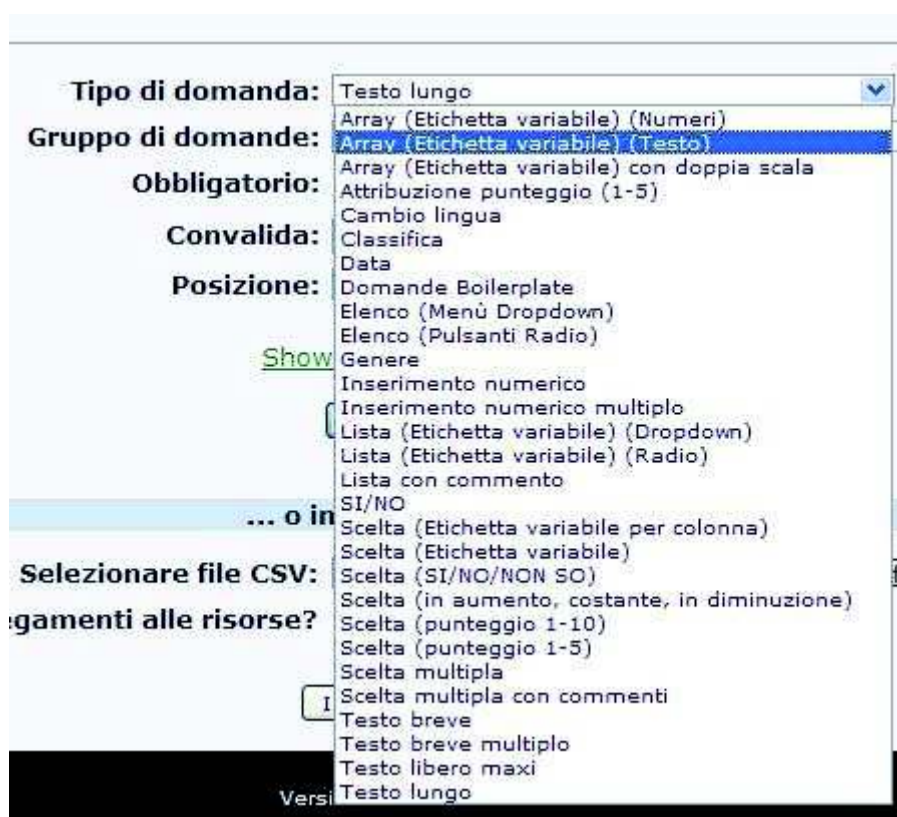 Tipo di domanda: Testo lungo
Array (Etichetta variabile) (Numeri)
Gruppo di domande: Array (Etichetta variabile) (Testo)
Array (Etichetta variabile) con doppia scala
Obbligatorio: Attribuzione punteggio (1-5)
Cambio lingua
Convalida: Classifica
Data
Posizione: Domande Boilerplate
Elenco (Menù Dropdown)
Elenco (Pulsanti Radio)
Show Genere
Inserimento numerico
Inserimento numerico multiplo
Lista (Etichetta variabile) (Dropdown)
Lista (Etichetta variabile) (Radio)
Lista con commento
SI/NO
... o in
Scelta (Etichetta variabile per colonna)
Scelta (Etichetta variabile)
Selezionare file CSV: Scelta (SI/NO/NON SO)
Scelta (in aumento, costante, in diminuzione)
gamenti alle risorse? Scelta (punteggio 1-10)
Scelta (punteggio 1-5)
Scelta multipla
I Scelta multipla con commenti
Testo breve
Testo breve multiplo
Testo libero maxi
Versi Testo lungo